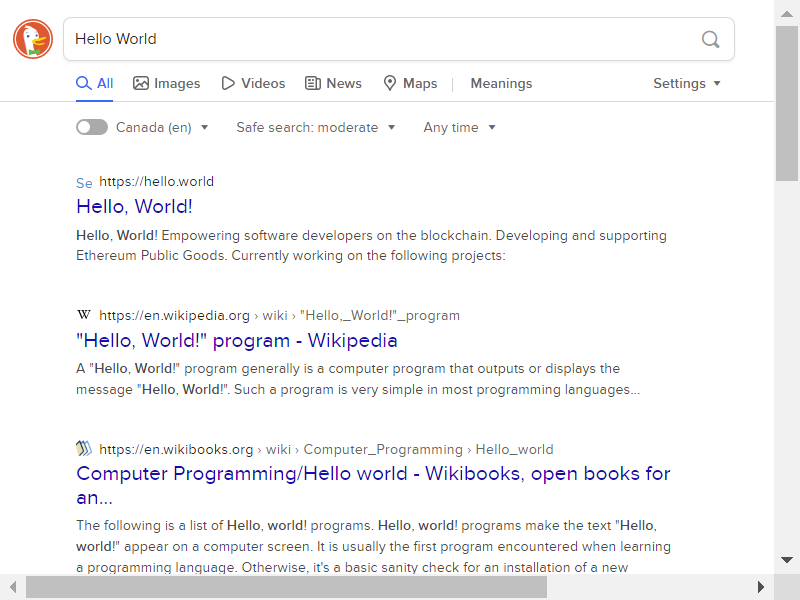 Hello World
All Images Videos News Maps Meanings Settings
Canada (en) Safe search: moderate Any time
Se https://hello.world
Hello, World!
Hello, World! Empowering software developers on the blockchain. Developing and supporting
Ethereum Public Goods. Currently working on the following projects:
W https://en.wikipedia.org › wiki › "Hello,_World!"_program
"Hello, World!" program - Wikipedia
A "Hello, World!" program generally is a computer program that outputs or displays the
message "Hello, World!". Such a program is very simple in most programming languages...
https://en.wikibooks.org › wiki › Computer_Programming › Hello_world
Computer Programming/Hello world - Wikibooks, open books for
an...
The following is a list of Hello, world! programs. Hello, world! programs make the text "Hello,
world!" appear on a computer screen. It is usually the first program encountered when learning
a programming language. Otherwise, it's a basic sanity check for an installation of a new